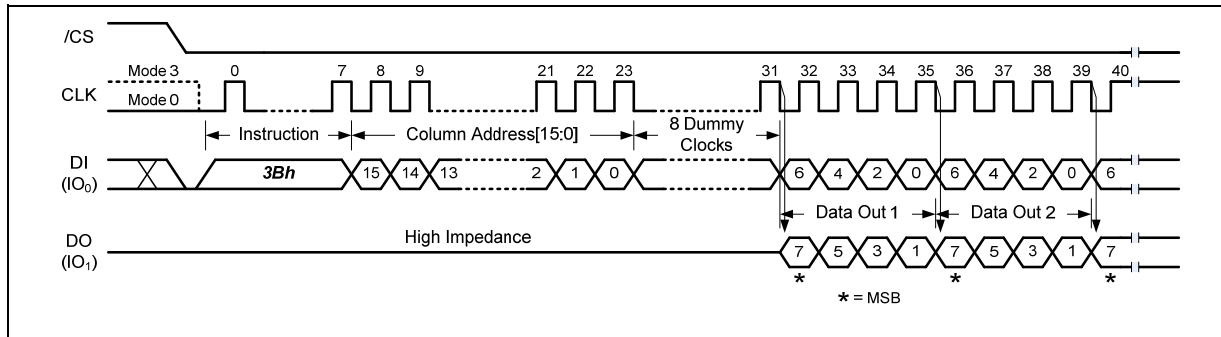 /CS
Mode 3 0 7 8 9 21 22 23 31 32 33 34 35 36 37 38 39 40
CLK
Mode 0
Instruction Column Address[15:0] 8 Dummy Clocks
DI (IO0) 3Bh 15 14 13 2 1 0 6 4 2 0 6 4 2 0 6
Data Out 1 Data Out 2
High Impedance
DO (IO1) 7 5 3 1 7 5 3 1 7
* * *
* = MSB